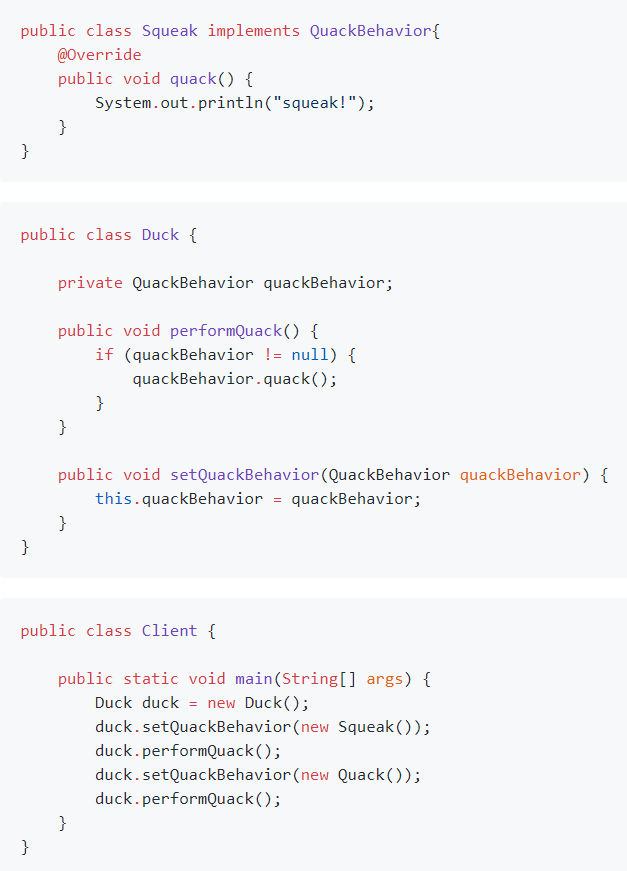 public class Squeak implements QuackBehavior{
    @Override
    public void quack() {
        System.out.println("squeak!");
    }
}
public class Duck {
    private QuackBehavior quackBehavior;
    public void performQuack() {
        if (quackBehavior != null) {
            quackBehavior.quack();
        }
    }
    public void setQuackBehavior(QuackBehavior quackBehavior) {
        this.quackBehavior = quackBehavior;
    }
}
public class Client {
    public static void main(String[] args) {
        Duck duck = new Duck();
        duck.setQuackBehavior(new Squeak());
        duck.performQuack();
        duck.setQuackBehavior(new Quack());
        duck.performQuack();
    }
}